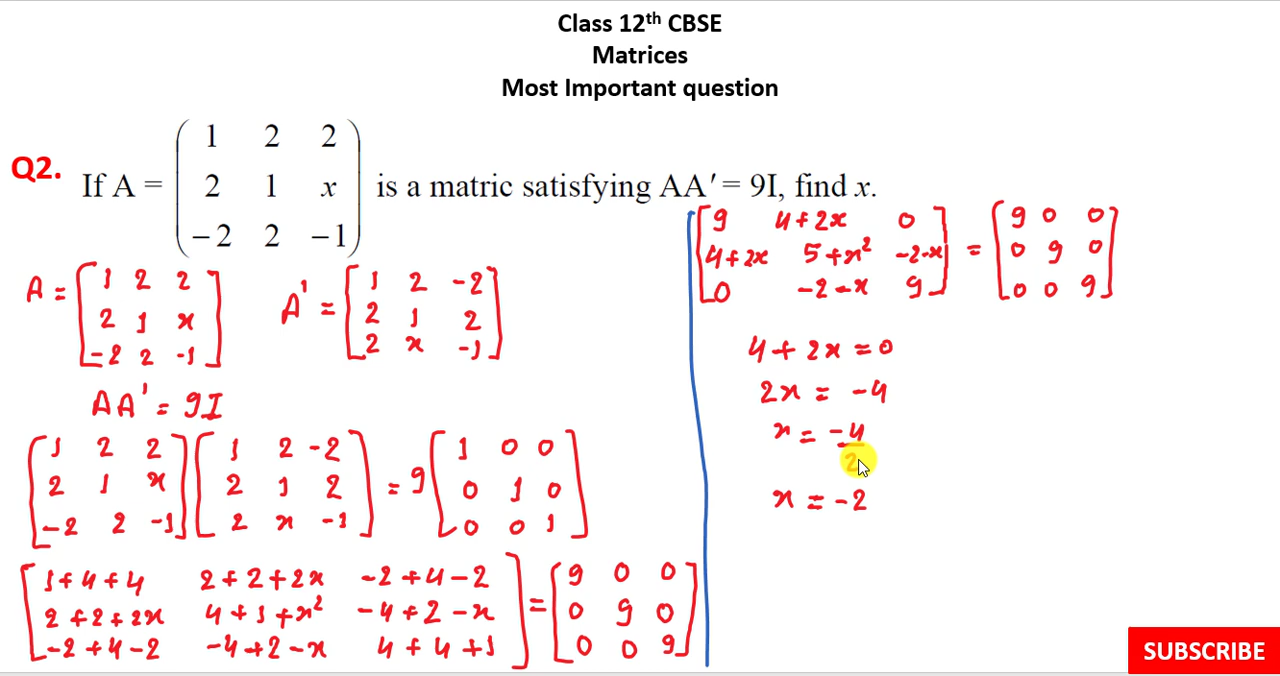 Class 12th CBSE
Matrices
Most Important question
Q2. If A = ( 1 2 2
2 1 x
-2 2 -1 ) is a matric satisfying AA′ = 9I, find x.
A = [ 1 2 2
2 1 x
-2 2 -1 ]
A' = [ 1 2 -2
2 1 2
2 x -1 ]
AA' = 9I
[ 1 2 2 ] [ 1 2 -2 ] = 9 [ 1 0 0 ]
[ 2 1 x ] [ 2 1 2 ] [ 0 1 0 ]
[ -2 2 -1 ] [ 2 x -1 ] [ 0 0 1 ]
[ 1+4+4 2+2+2x -2+4-2 ] = [ 9 0 0 ]
[ 2+2+2x 4+1+x² -4+2-x ] [ 0 9 0 ]
[ -2+4-2 -4+2-x 4+4+1 ] [ 0 0 9 ]
[ 9 4+2x 0 ] = [ 9 0 0 ]
[ 4+2x 5+x² -2-x ] [ 0 9 0 ]
[ 0 -2-x 9 ] [ 0 0 9 ]
4+2x=0
2x = -4
x = -4
2
x = -2
SUBSCRIBE